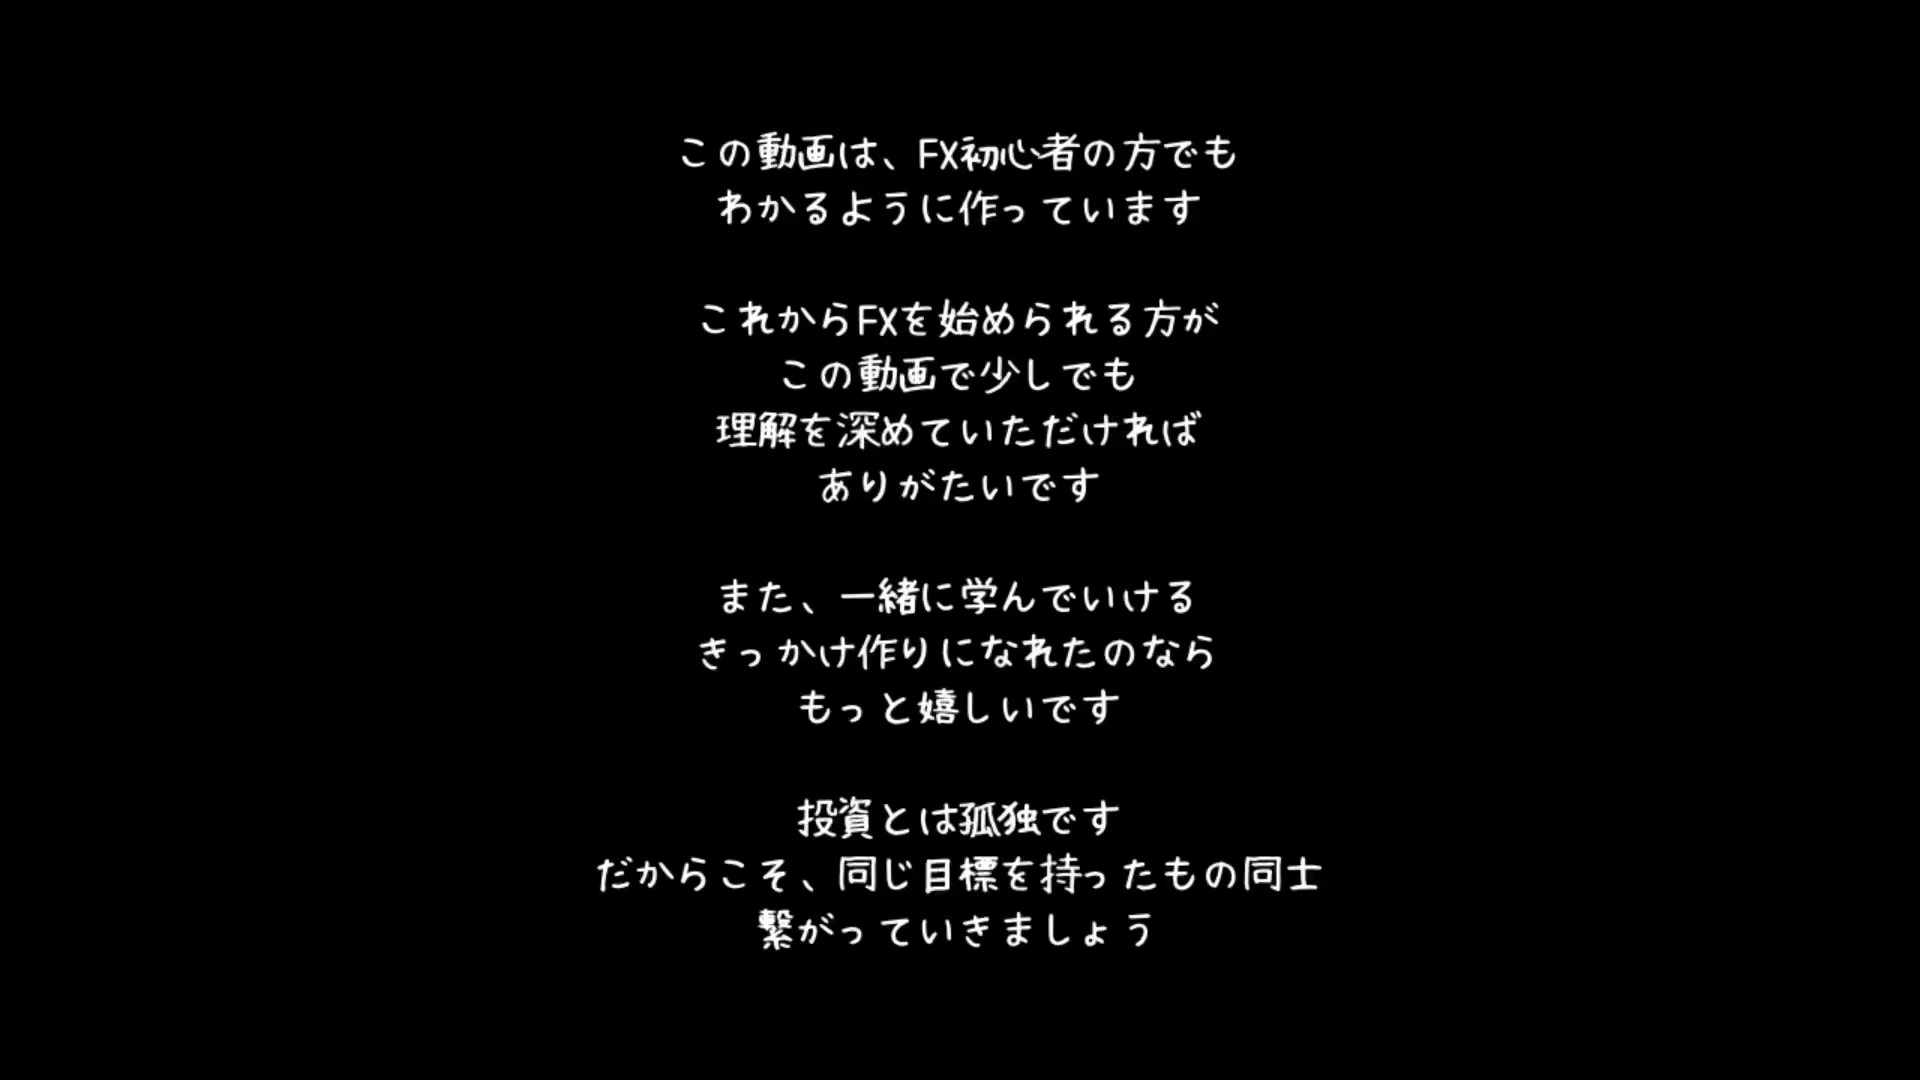 この動画は、FX初心者の方でも
わかるように作っています
これからFXを始められる方が
この動画で少しでも
理解を深めていただければ
ありがたいです
また、一緒に学んでいける
きっかけ作りになれたのなら
もっと嬉しいです
投資とは孤独です
だからこそ、同じ目標を持ったもの同士
繋がっていきましょう